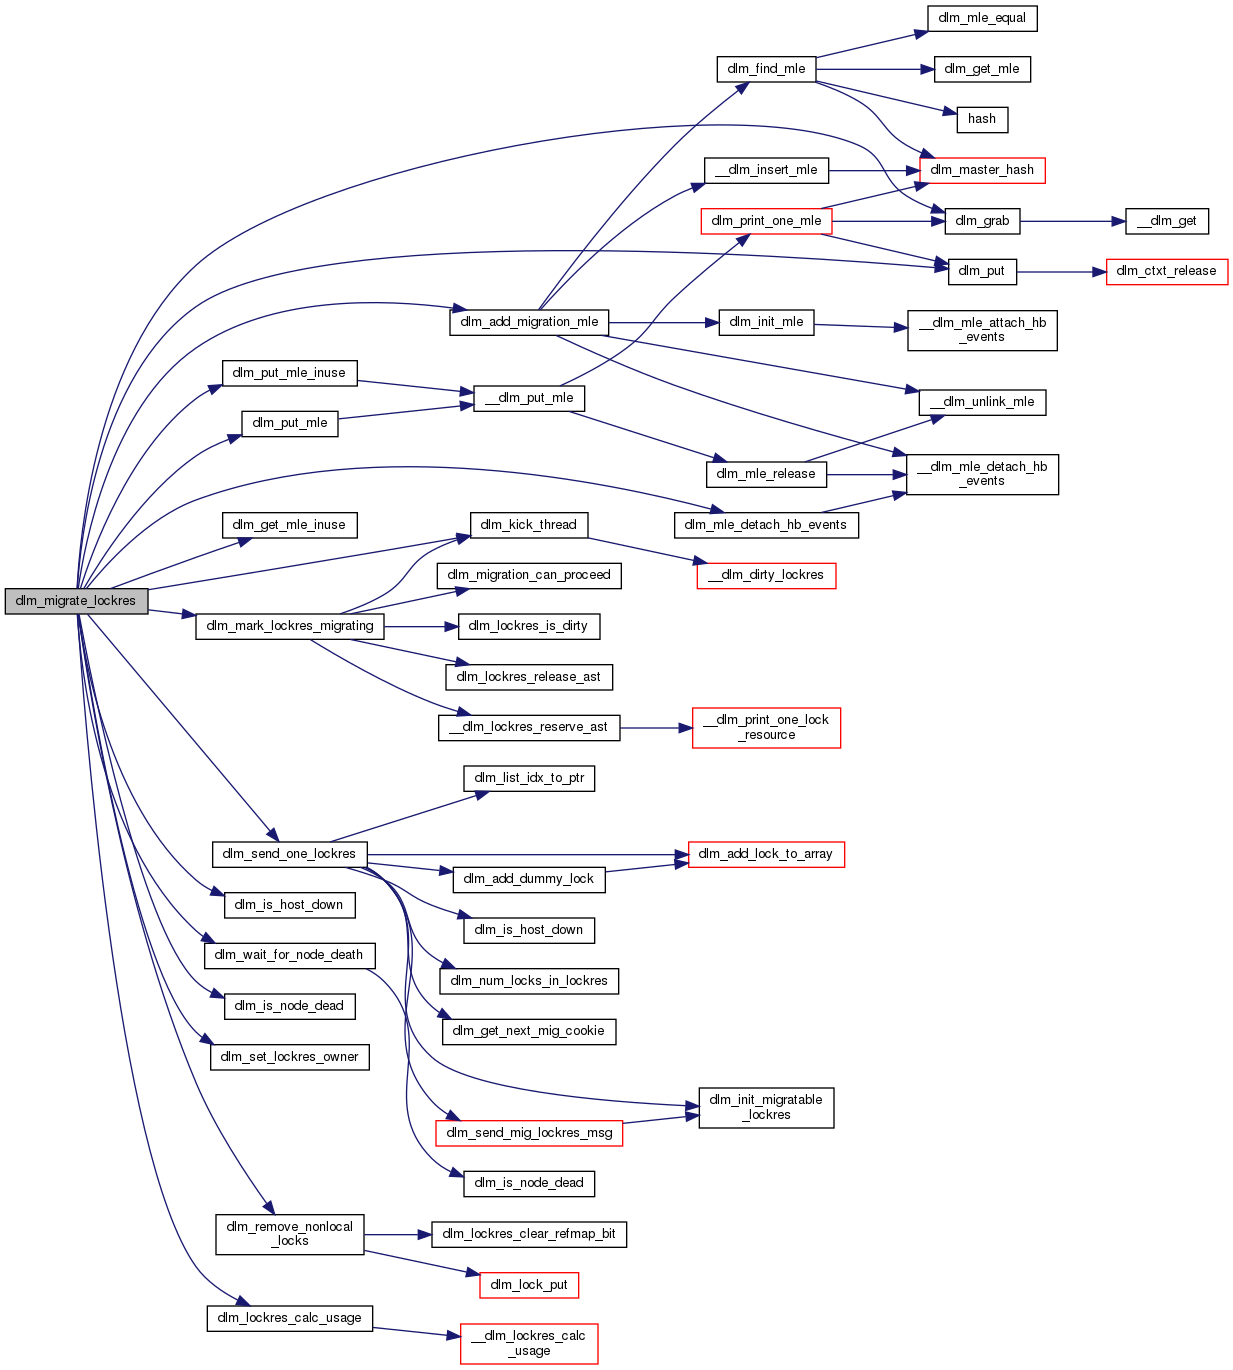 dlm_mle_equal
dlm_find_mle
dlm_get_mle
hash
__dlm_insert_mle
dlm_master_hash
dlm_print_one_mle
dlm_grab
__dlm_get
dlm_put
dlm_ctxt_release
dlm_add_migration_mle
dlm_init_mle
__dlm_mle_attach_hb
_events
dlm_put_mle_inuse
__dlm_put_mle
__dlm_unlink_mle
dlm_put_mle
dlm_mle_release
__dlm_mle_detach_hb
_events
dlm_get_mle_inuse
dlm_kick_thread
dlm_mle_detach_hb_events
dlm_migration_can_proceed
__dlm_dirty_lockres
dlm_migrate_lockres
dlm_mark_lockres_migrating
dlm_lockres_is_dirty
dlm_lockres_release_ast
__dlm_lockres_reserve_ast
__dlm_print_one_lock
_resource
dlm_list_idx_to_ptr
dlm_send_one_lockres
dlm_add_lock_to_array
dlm_add_dummy_lock
dlm_is_host_down
dlm_is_host_down
dlm_wait_for_node_death
dlm_num_locks_in_lockres
dlm_is_node_dead
dlm_get_next_mig_cookie
dlm_set_lockres_owner
dlm_init_migratable
_lockres
dlm_send_mig_lockres_msg
dlm_is_node_dead
dlm_remove_nonlocal
_locks
dlm_lockres_clear_refmap_bit
dlm_lock_put
dlm_lockres_calc_usage
__dlm_lockres_calc
_usage